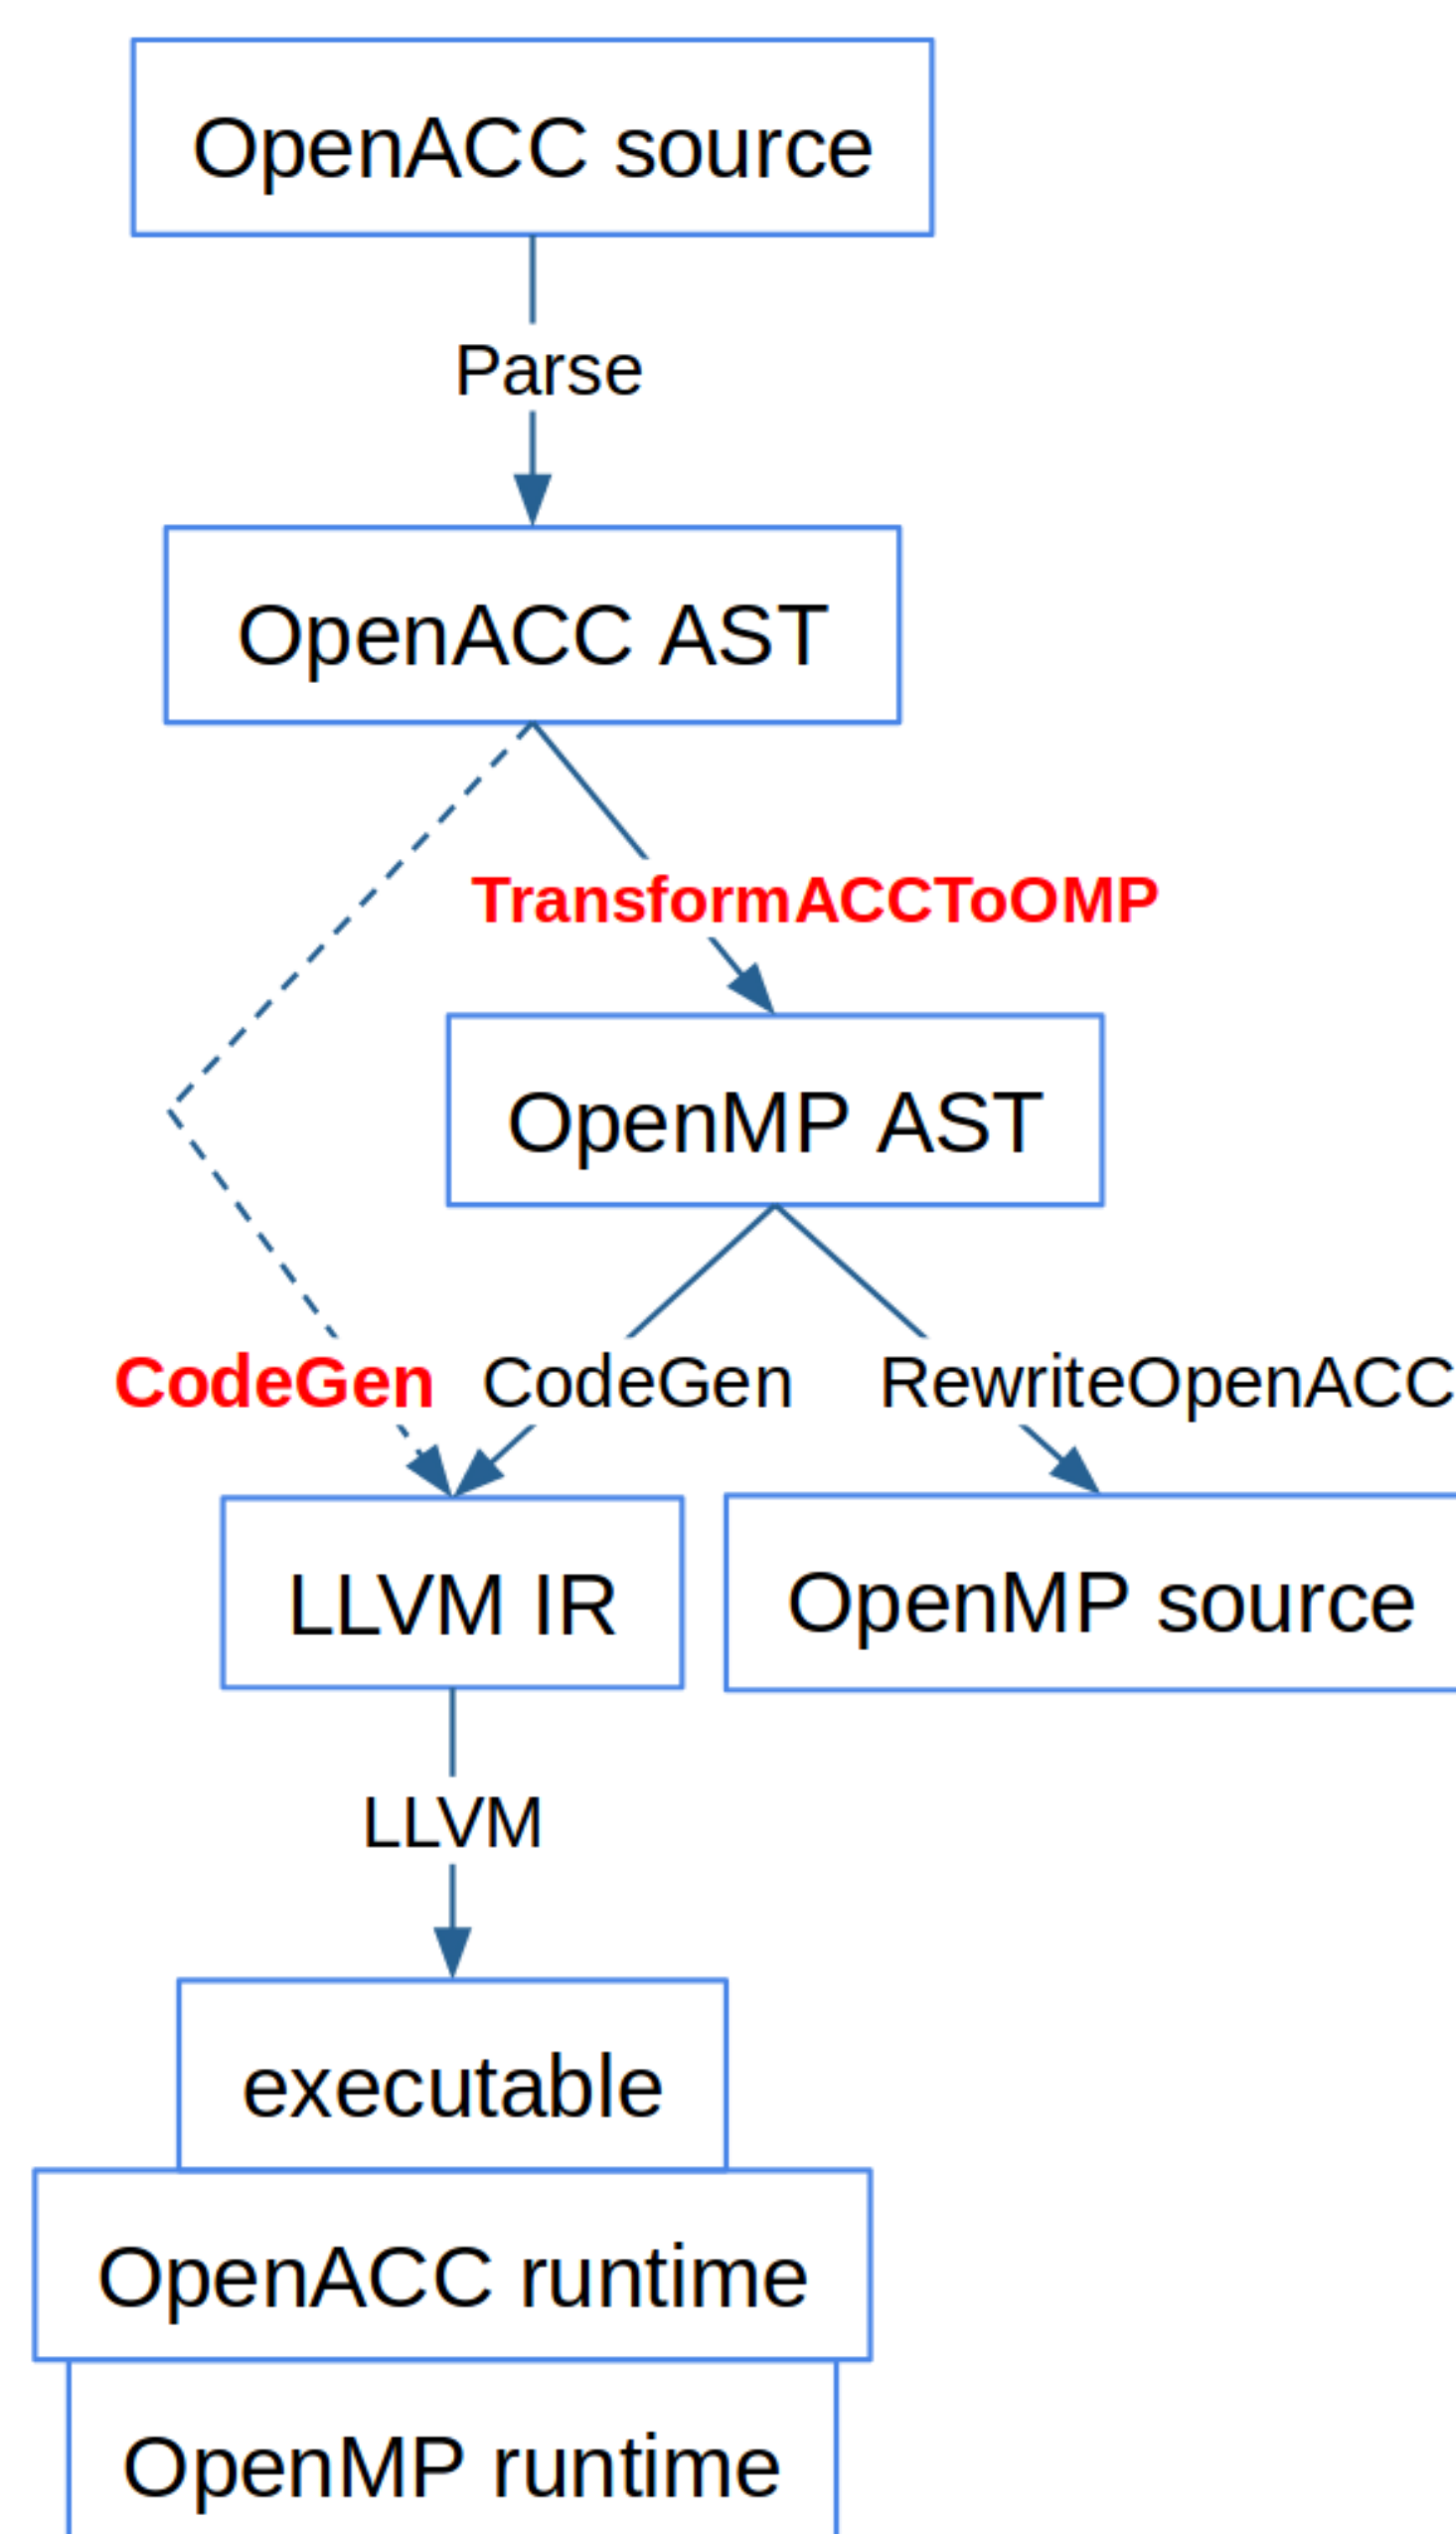 OpenACC source
Parse
OpenACC AST
TransformACCToOMP
OpenMP AST
CodeGen
CodeGen
RewriteOpenACC
LLVM IR
OpenMP source
LLVM
executable
OpenACC runtime
OpenMP runtime